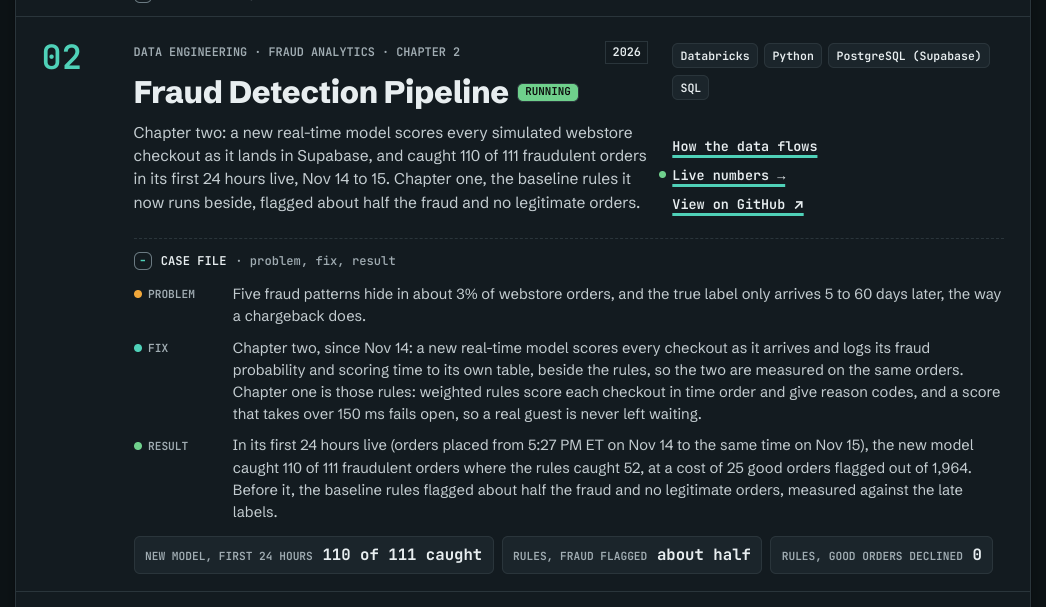 02
DATA ENGINEERING · FRAUD ANALYTICS · CHAPTER 2
2026
Fraud Detection Pipeline RUNNING
Chapter two: a new real-time model scores every simulated webstore
checkout as it lands in Supabase, and caught 110 of 111 fraudulent orders
in its first 24 hours live, Nov 14 to 15. Chapter one, the baseline rules it
now runs beside, flagged about half the fraud and no legitimate orders.
Databricks Python PostgreSQL (Supabase)
SQL
How the data flows
Live numbers →
View on GitHub ↗
- CASE FILE · problem, fix, result
PROBLEM
Five fraud patterns hide in about 3% of webstore orders, and the true label only arrives 5 to 60 days later, the way
a chargeback does.
FIX
Chapter two, since Nov 14: a new real-time model scores every checkout as it arrives and logs its fraud
probability and scoring time to its own table, beside the rules, so the two are measured on the same orders.
Chapter one is those rules: weighted rules score each checkout in time order and give reason codes, and a score
that takes over 150 ms fails open, so a real guest is never left waiting.
RESULT
In its first 24 hours live (orders placed from 5:27 PM ET on Nov 14 to the same time on Nov 15), the new model
caught 110 of 111 fraudulent orders where the rules caught 52, at a cost of 25 good orders flagged out of 1,964.
Before it, the baseline rules flagged about half the fraud and no legitimate orders, measured against the late
labels.
NEW MODEL, FIRST 24 HOURS 110 of 111 caught
RULES, FRAUD FLAGGED about half
RULES, GOOD ORDERS DECLINED 0